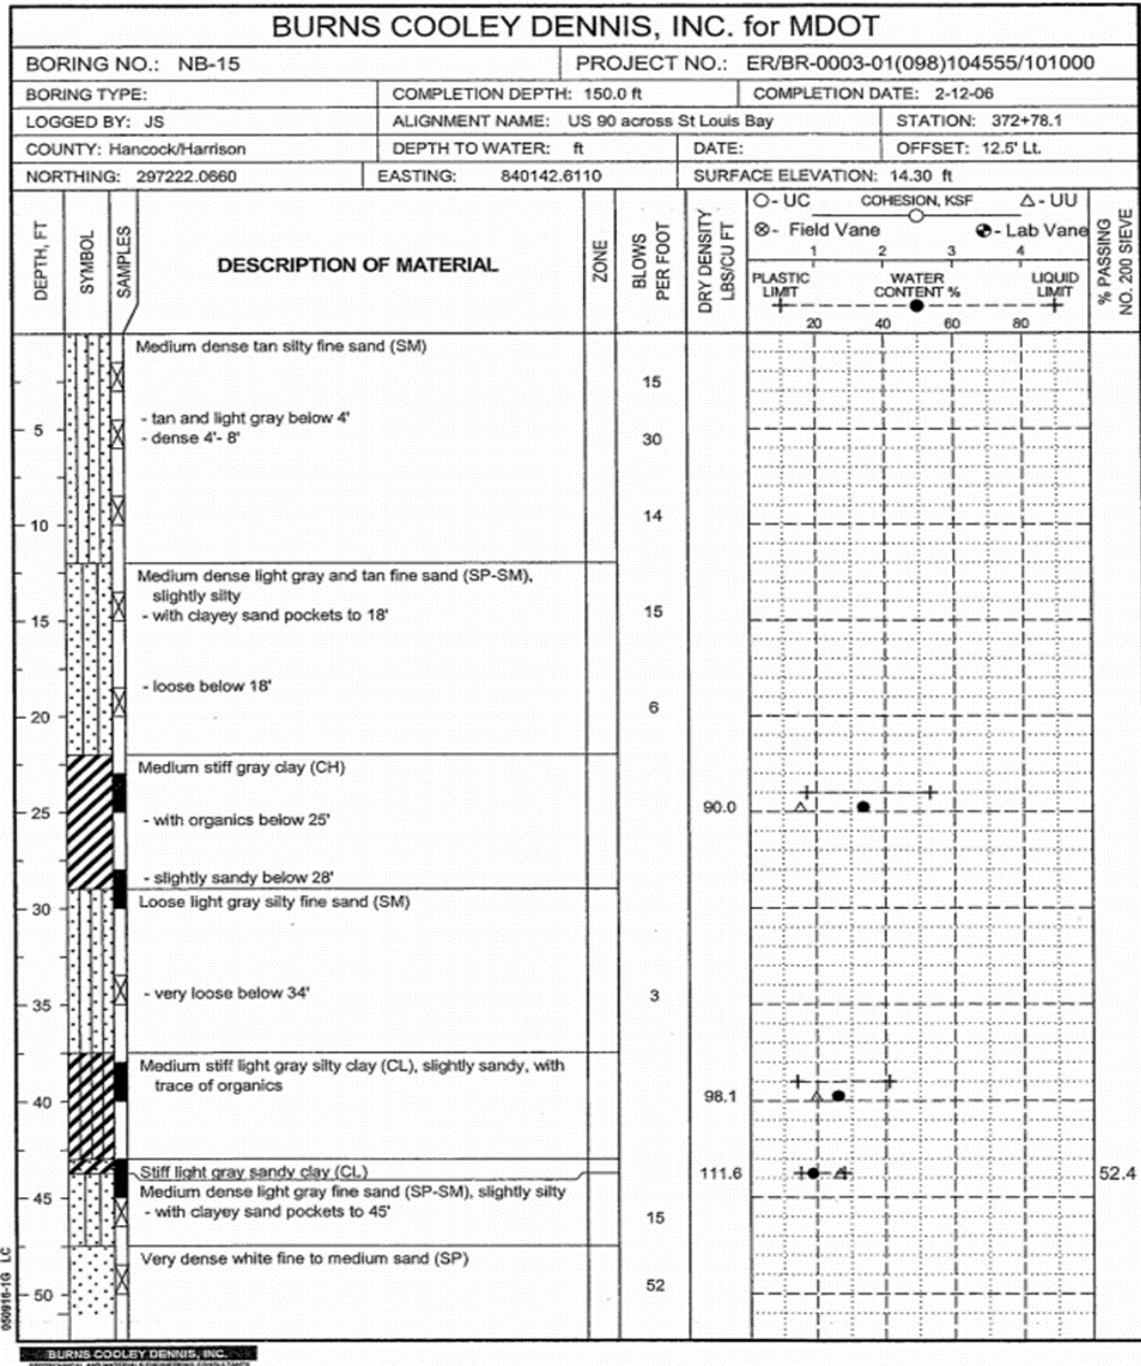 BURNS COOLEY DENNIS, INC. for MDOT
BORING NO.: NB-15 PROJECT NO.: ER/BR-0003-01(098)104555/101000
BORING TYPE: COMPLETION DEPTH: 150.0 ft COMPLETION DATE: 2-12-06
LOGGED BY: JS ALIGNMENT NAME: US 90 across St Louis Bay STATION: 372+78.1
COUNTY: Hancock/Harrison DEPTH TO WATER: ft DATE: OFFSET: 12.5' Lt.
NORTHING: 297222.0660 EASTING: 840142.6110 SURFACE ELEVATION: 14.30 ft
DEPTH, FT
SYMBOL
SAMPLES
DESCRIPTION OF MATERIAL
ZONE
BLOWS
PER FOOT
DRY DENSITY
LBS/CU FT
O- UC COHESION, KSF △- UU
⊗- Field Vane - Lab Vane
1 2 3 4
PLASTIC WATER LIQUID
LIMIT CONTENT % LIMIT
20 40 60 80
% PASSING
NO. 200 SIEVE
Medium dense tan silty fine sand (SM)
15
- tan and light gray below 4'
5 - dense 4'- 8' 30
14
10
Medium dense light gray and tan fine sand (SP-SM),
slightly silty
15 - with clayey sand pockets to 18' 15
- loose below 18'
20 6
Medium stiff gray clay (CH)
90.0
25 - with organics below 25'
- slightly sandy below 28'
30 Loose light gray silty fine sand (SM)
- very loose below 34' 3
35
Medium stiff light gray silty clay (CL), slightly sandy, with
trace of organics
40 98.1
Stiff light gray sandy clay (CL) 111.6 52.4
45 Medium dense light gray fine sand (SP-SM), slightly silty
- with clayey sand pockets to 45' 15
Very dense white fine to medium sand (SP)
50 52
050916-1G LC
BURNS COOLEY DENNIS, INC.
GEOTECHNICAL AND MATERIALS ENGINEERING CONSULTANTS